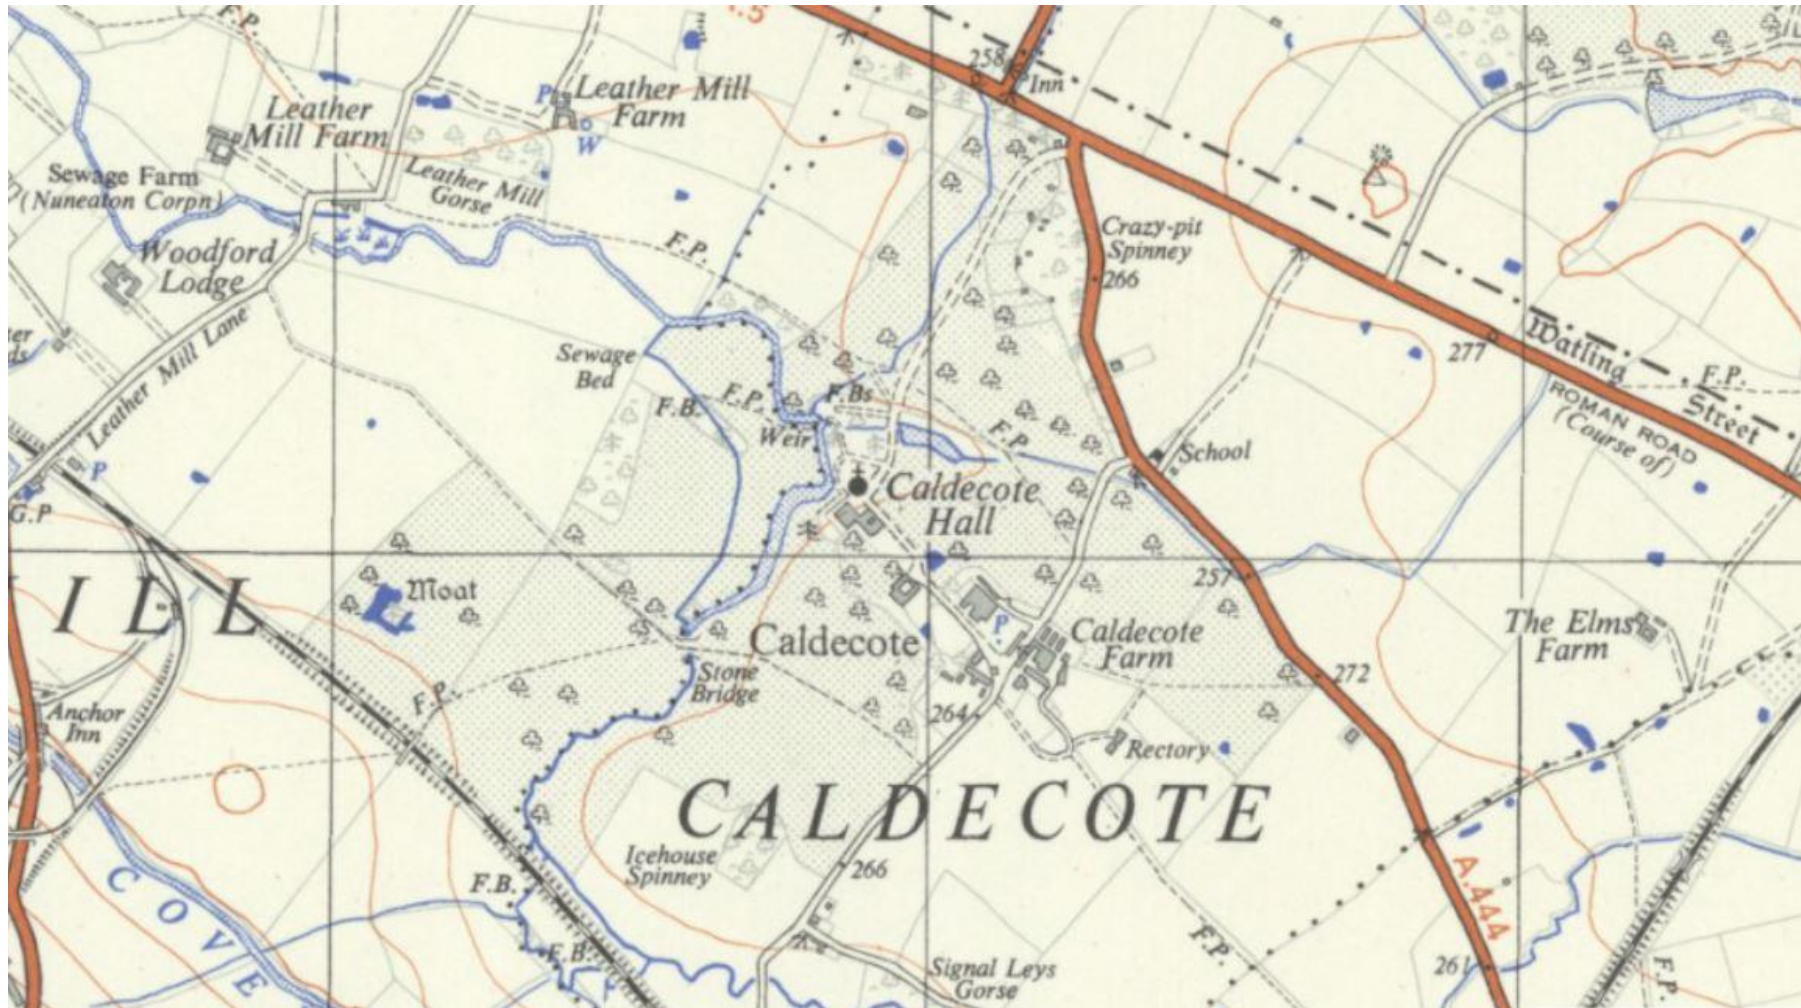 F.P.
A.5
258
Inn
P
Leather Mill
Farm
W
Leather
Mill Farm
Sewage Farm
(Nuneaton Corpn)
Leather Mill
Gorse
F.P.
Crazy-pit
Spinney
266
Woodford
Lodge
Leather Mill Lane
Sewage
Bed
F.B.
F.P.
F.Bs
Weir
F.P.
277
Watling
Street
F.P.
ROMAN ROAD
(Course of)
School
P
G.P
Caldecote
Hall
257
ILL
Moat
Caldecote
P
Caldecote
Farm
The Elms
Farm
Stone
Bridge
F.P.
272
264
Rectory
Anchor
Inn
CALDECOTE
Icehouse
Spinney
266
F.B.
F.B.
COVE
A.444
F.P.
F.P.
261
Signal Leys
Gorse